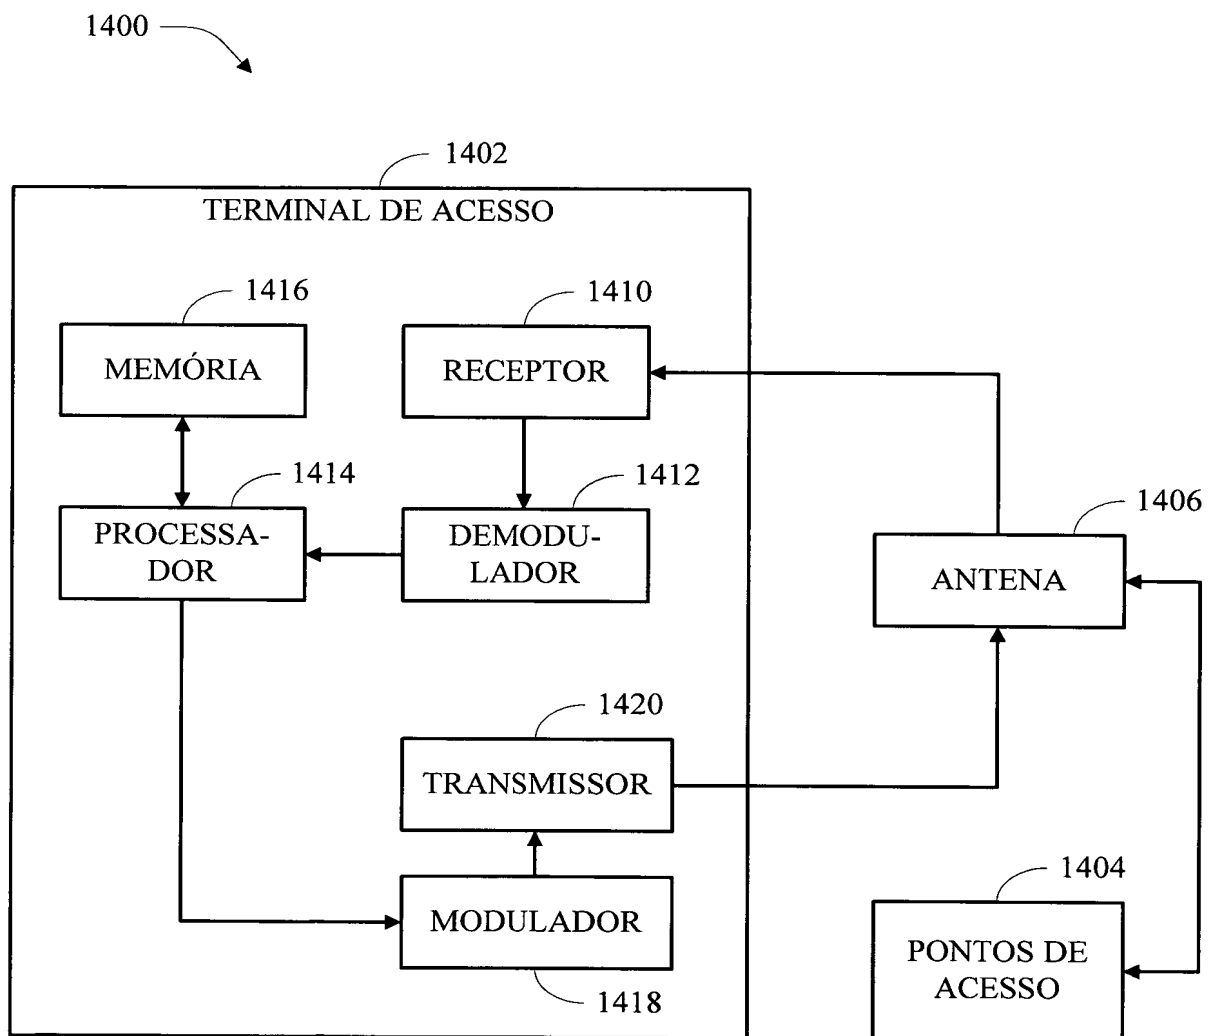 1400
1402
TERMINAL DE ACESSO
1416
1410
MEMÓRIA
RECEPTOR
1414
1412
1406
PROCESSA-
DOR
DEMODU-
LADOR
ANTENA
1420
TRANSMISSOR
1404
MODULADOR
PONTOS DE
ACESSO
1418